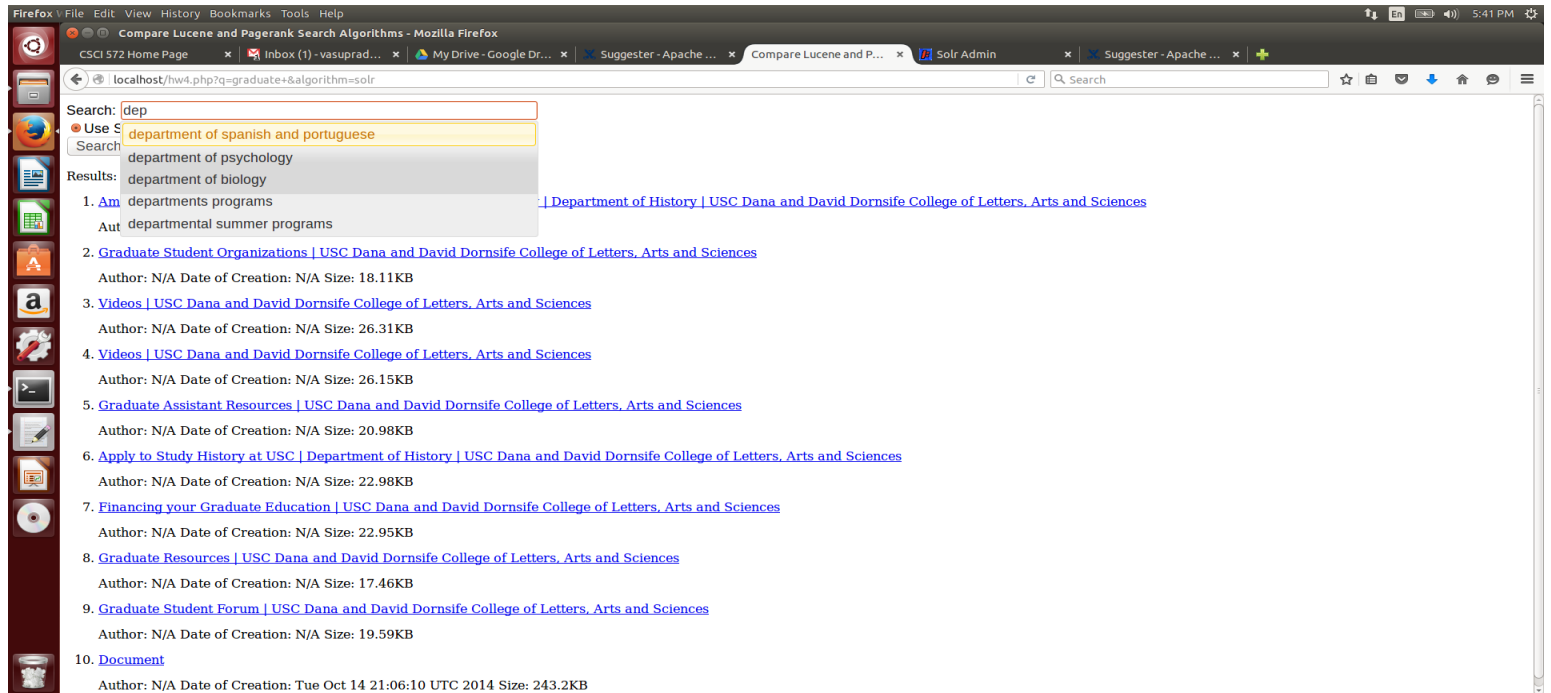 Firefox V File Edit View History Bookmarks Tools Help En 5:41 PM
Compare Lucene and Pagerank Search Algorithms - Mozilla Firefox
CSCI 572 Home Page × Inbox (1) - vasuprad... × My Drive - Google Dr... × Suggester - Apache ... × Compare Lucene and P... × Solr Admin × Suggester - Apache ... ×
localhost/hw4.php?q=graduate+&algorithm=solr Search
Search: dep
Use S
department of spanish and portuguese
Search
department of psychology
Results:
department of biology
departments programs
1. Am | Department of History | USC Dana and David Dornsife College of Letters, Arts and Sciences
departmental summer programs
Aut
2. Graduate Student Organizations | USC Dana and David Dornsife College of Letters, Arts and Sciences
Author: N/A Date of Creation: N/A Size: 18.11KB
3. Videos | USC Dana and David Dornsife College of Letters, Arts and Sciences
Author: N/A Date of Creation: N/A Size: 26.31KB
4. Videos | USC Dana and David Dornsife College of Letters, Arts and Sciences
Author: N/A Date of Creation: N/A Size: 26.15KB
5. Graduate Assistant Resources | USC Dana and David Dornsife College of Letters, Arts and Sciences
Author: N/A Date of Creation: N/A Size: 20.98KB
6. Apply to Study History at USC | Department of History | USC Dana and David Dornsife College of Letters, Arts and Sciences
Author: N/A Date of Creation: N/A Size: 22.98KB
7. Financing your Graduate Education | USC Dana and David Dornsife College of Letters, Arts and Sciences
Author: N/A Date of Creation: N/A Size: 22.95KB
8. Graduate Resources | USC Dana and David Dornsife College of Letters, Arts and Sciences
Author: N/A Date of Creation: N/A Size: 17.46KB
9. Graduate Student Forum | USC Dana and David Dornsife College of Letters, Arts and Sciences
Author: N/A Date of Creation: N/A Size: 19.59KB
10. Document
Author: N/A Date of Creation: Tue Oct 14 21:06:10 UTC 2014 Size: 243.2KB